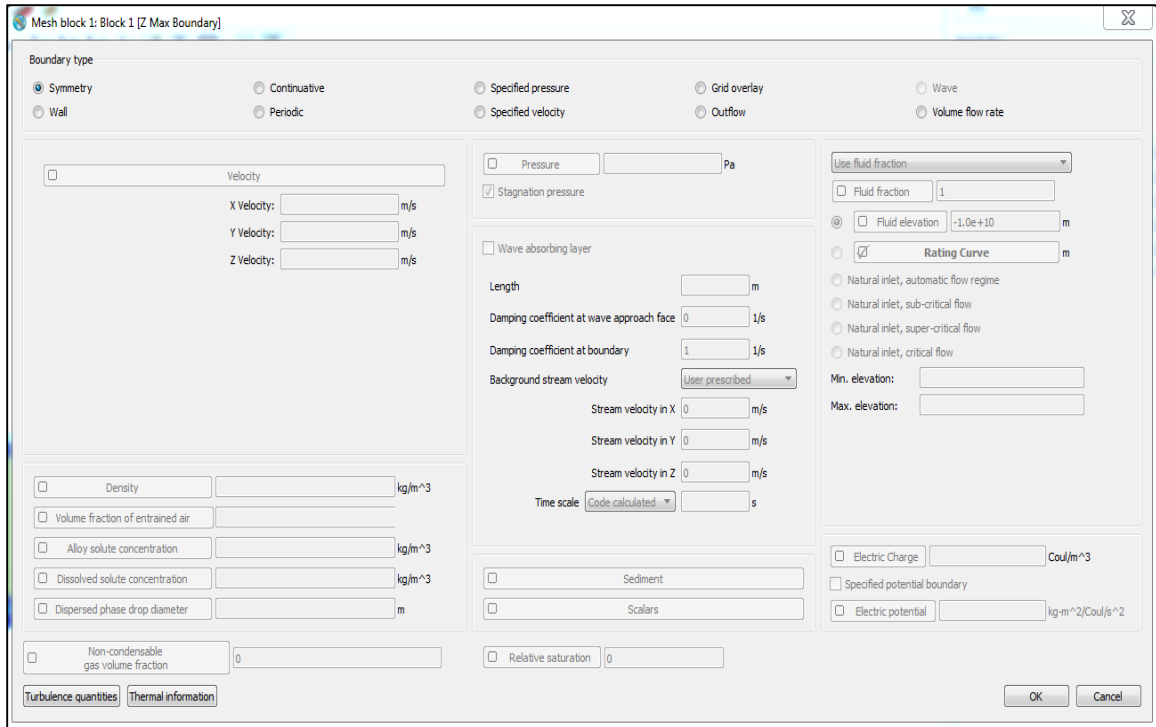 Mesh block 1: Block 1 [Z Max Boundary]
Boundary type
Symmetry Continuative Specified pressure Grid overlay Wave
Wall Periodic Specified velocity Outflow Volume flow rate
Velocity
X Velocity: m/s
Y Velocity: m/s
Z Velocity: m/s
Pressure Pa
Stagnation pressure
Wave absorbing layer
Length m
Damping coefficient at wave approach face 0 1/s
Damping coefficient at boundary 1 1/s
Background stream velocity User prescribed
Stream velocity in X 0 m/s
Stream velocity in Y 0 m/s
Stream velocity in Z 0 m/s
Time scale Code calculated s
Use fluid fraction
Fluid fraction 1
Fluid elevation -1.0e+10 m
Rating Curve m
Natural inlet, automatic flow regime
Natural inlet, sub-critical flow
Natural inlet, super-critical flow
Natural inlet, critical flow
Min. elevation:
Max. elevation:
Density kg/m^3
Volume fraction of entrained air
Alloy solute concentration kg/m^3
Dissolved solute concentration kg/m^3
Dispersed phase drop diameter m
Sediment
Scalars
Electric Charge Coul/m^3
Specified potential boundary
Electric potential kg-m^2/Coul/s^2
Non-condensable
gas volume fraction 0
Relative saturation 0
Turbulence quantities Thermal information OK Cancel